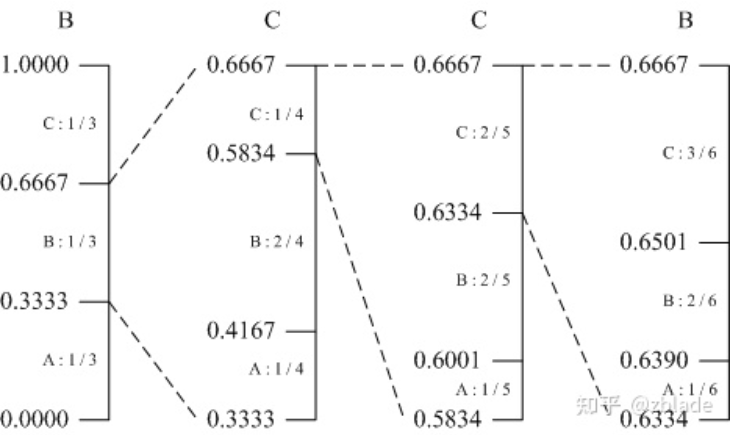 B C C B
1.0000 0.6667 0.6667 0.6667
C:1/3 C:1/4 C:2/5 C:3/6
0.6667 0.5834 0.6334 0.6501
B:1/3 B:2/4 B:2/5 B:2/6
0.3333 0.4167 0.6001 0.6390
A:1/3 A:1/4 A:1/5 A:1/6
0.0000 0.3333 0.5834 0.6334
知乎 @zblade